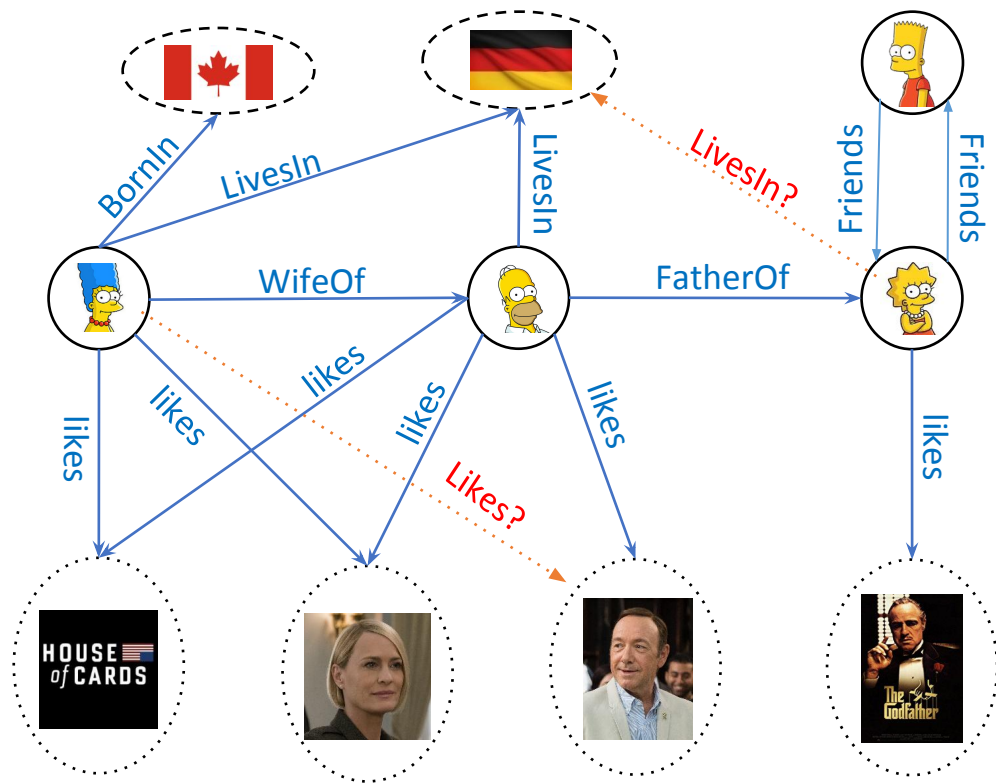 BornIn
LivesIn
LivesIn
LivesIn?
Friends
Friends
WifeOf
FatherOf
likes
likes
likes
likes
likes
likes
Likes?
HOUSE
of CARDS
The
Godfather